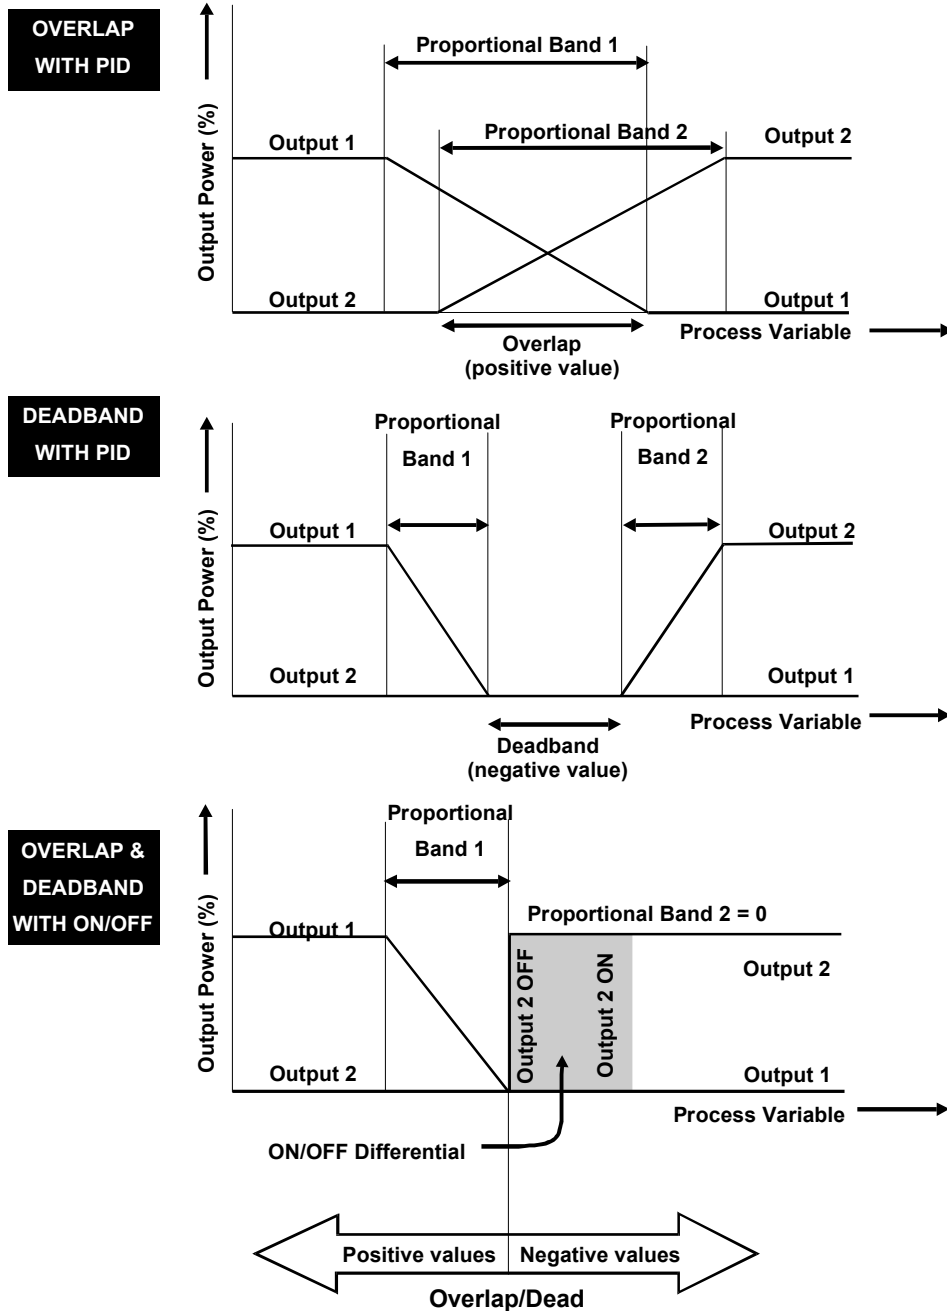 OVERLAP
WITH PID
Output Power (%)
Proportional Band 1
Proportional Band 2
Output 1
Output 2
Output 2
Output 1
Overlap
(positive value)
Process Variable
DEADBAND
WITH PID
Output Power (%)
Proportional
Band 1
Proportional
Band 2
Output 1
Output 2
Output 2
Output 1
Deadband
(negative value)
Process Variable
OVERLAP &
DEADBAND
WITH ON/OFF
Output Power (%)
Proportional
Band 1
Proportional Band 2 = 0
Output 1
Output 2 OFF
Output 2 ON
Output 2
Output 2
Output 1
Process Variable
ON/OFF Differential
Positive values
Negative values
Overlap/Dead